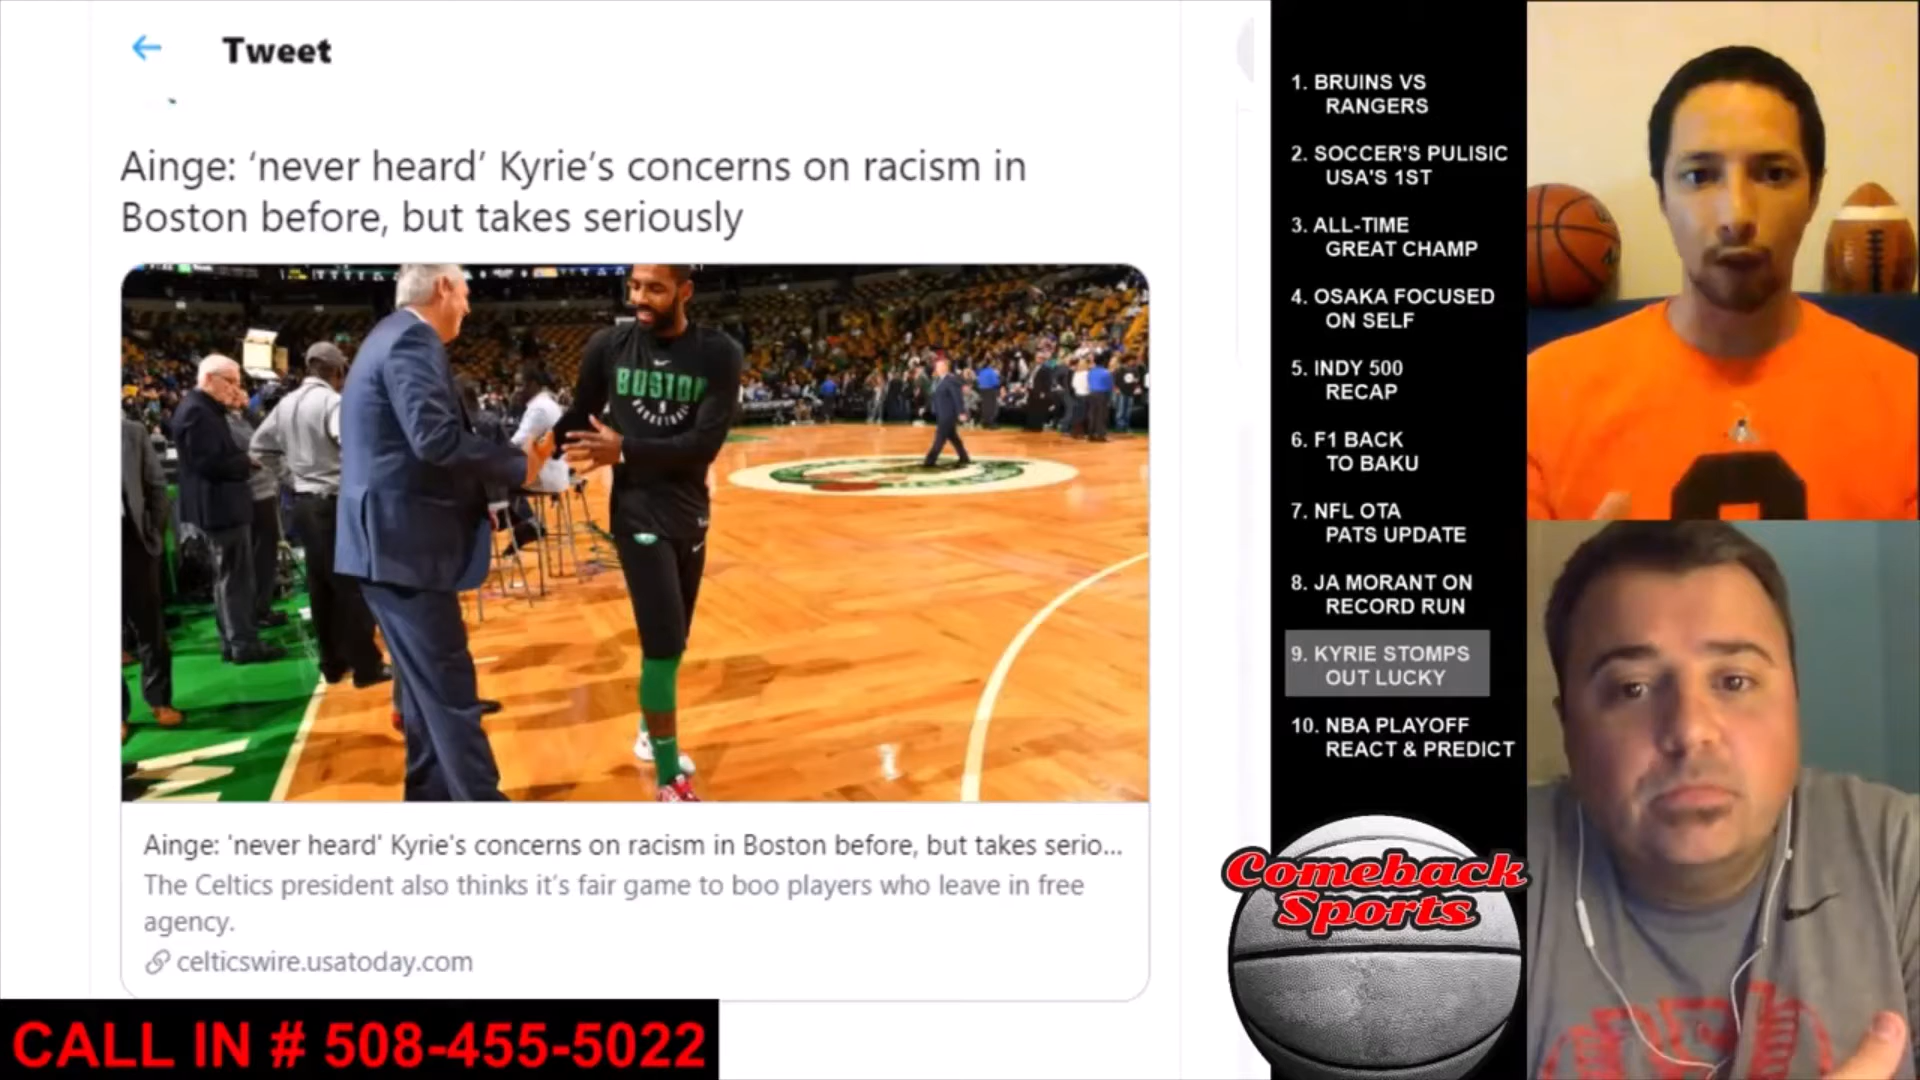 Tweet
Ainge: ‘never heard’ Kyrie’s concerns on racism in
Boston before, but takes seriously
BOSTON
BASKETBALL
Ainge: 'never heard' Kyrie's concerns on racism in Boston before, but takes serio...
The Celtics president also thinks it's fair game to boo players who leave in free
agency.
celticswire.usatoday.com
CALL IN # 508-455-5022
1. BRUINS VS
RANGERS
2. SOCCER'S PULISIC
USA'S 1ST
3. ALL-TIME
GREAT CHAMP
4. OSAKA FOCUSED
ON SELF
5. INDY 500
RECAP
6. F1 BACK
TO BAKU
7. NFL OTA
PATS UPDATE
8. JA MORANT ON
RECORD RUN
9. KYRIE STOMPS
OUT LUCKY
10. NBA PLAYOFF
REACT & PREDICT
Comeback
Sports